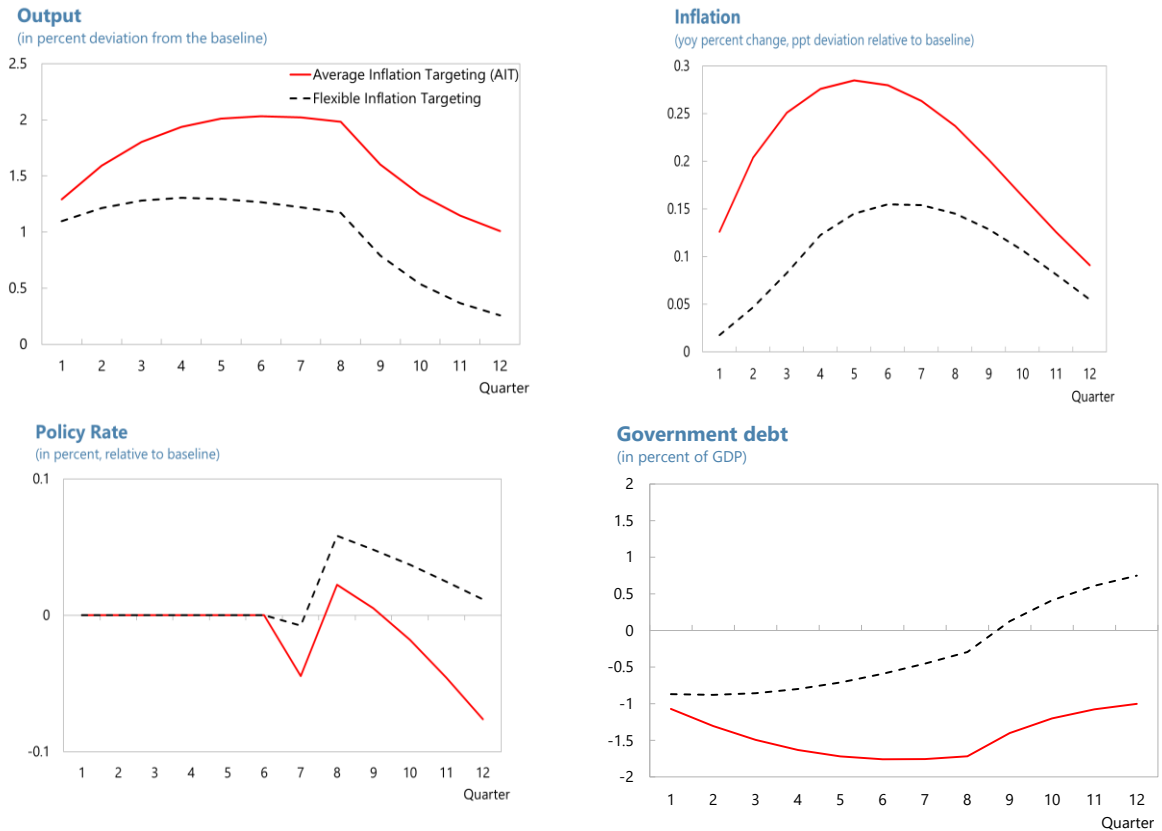 Output
(in percent deviation from the baseline)
2.5
2
1.5
1
0.5
0
Average Inflation Targeting (AIT)
Flexible Inflation Targeting
1 2 3 4 5 6 7 8 9 10 11 12
Quarter
Inflation
(yoy percent change, ppt deviation relative to baseline)
0.3
0.25
0.2
0.15
0.1
0.05
0
1 2 3 4 5 6 7 8 9 10 11 12
Quarter
Policy Rate
(in percent, relative to baseline)
0.1
0
-0.1
1 2 3 4 5 6 7 8 9 10 11 12
Quarter
Government debt
(in percent of GDP)
2
1.5
1
0.5
0
-0.5
-1
-1.5
-2
1 2 3 4 5 6 7 8 9 10 11 12
Quarter